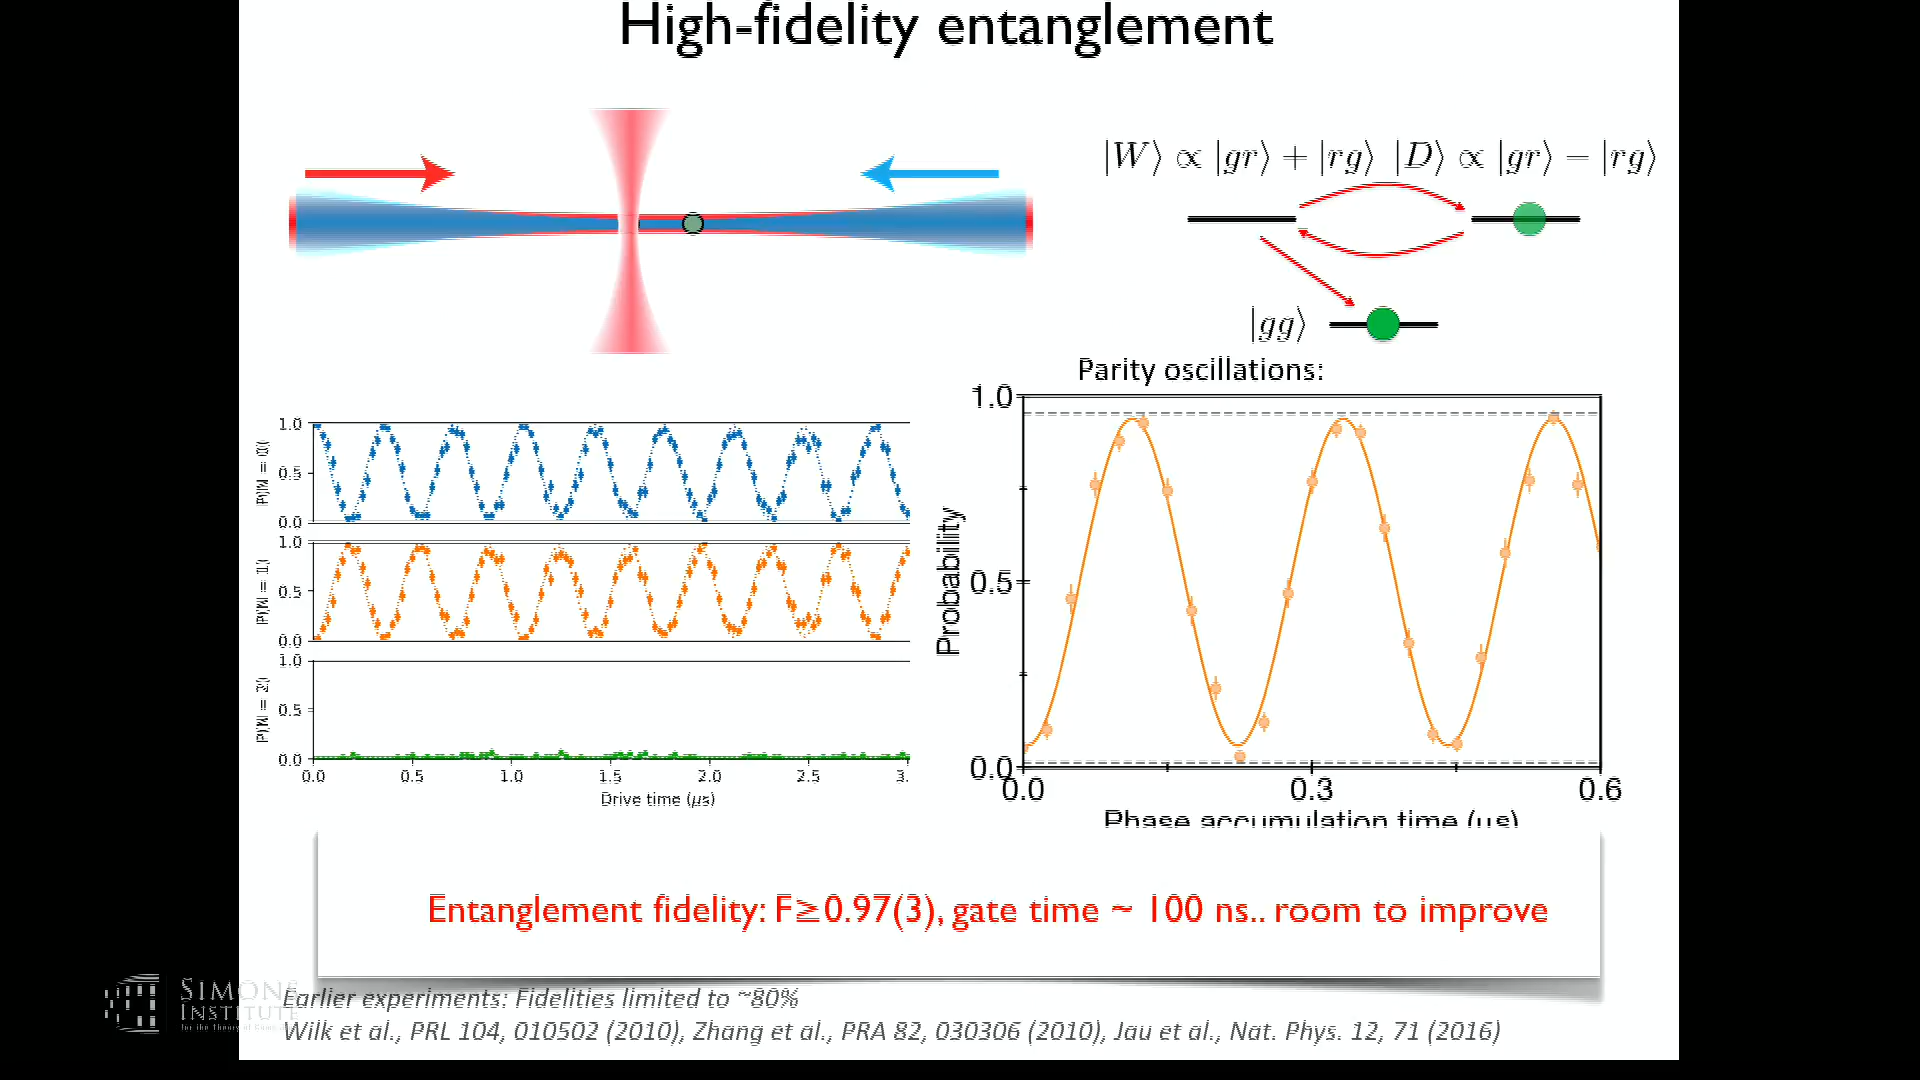 High-fidelity entanglement
|W⟩ ∝ |gr⟩ + |rg⟩ |D⟩ ∝ |gr⟩ − |rg⟩
|gg⟩
Parity oscillations:
1.0
0.5
0.0
1.0
0.5
0.0
1.0
0.5
0.0
0.0 0.5 1.0 1.5 2.0 2.5 3.
Drive time (μs)
Probability
1.0
0.5
0.0
0.0 0.3 0.6
Phase accumulation time (μs)
Entanglement fidelity: F≥0.97(3), gate time ~ 100 ns.. room to improve
SIMONS
INSTITUTE
Earlier experiments: Fidelities limited to ~80%
Wilk et al., PRL 104, 010502 (2010), Zhang et al., PRA 82, 030306 (2010), Jau et al., Nat. Phys. 12, 71 (2016)